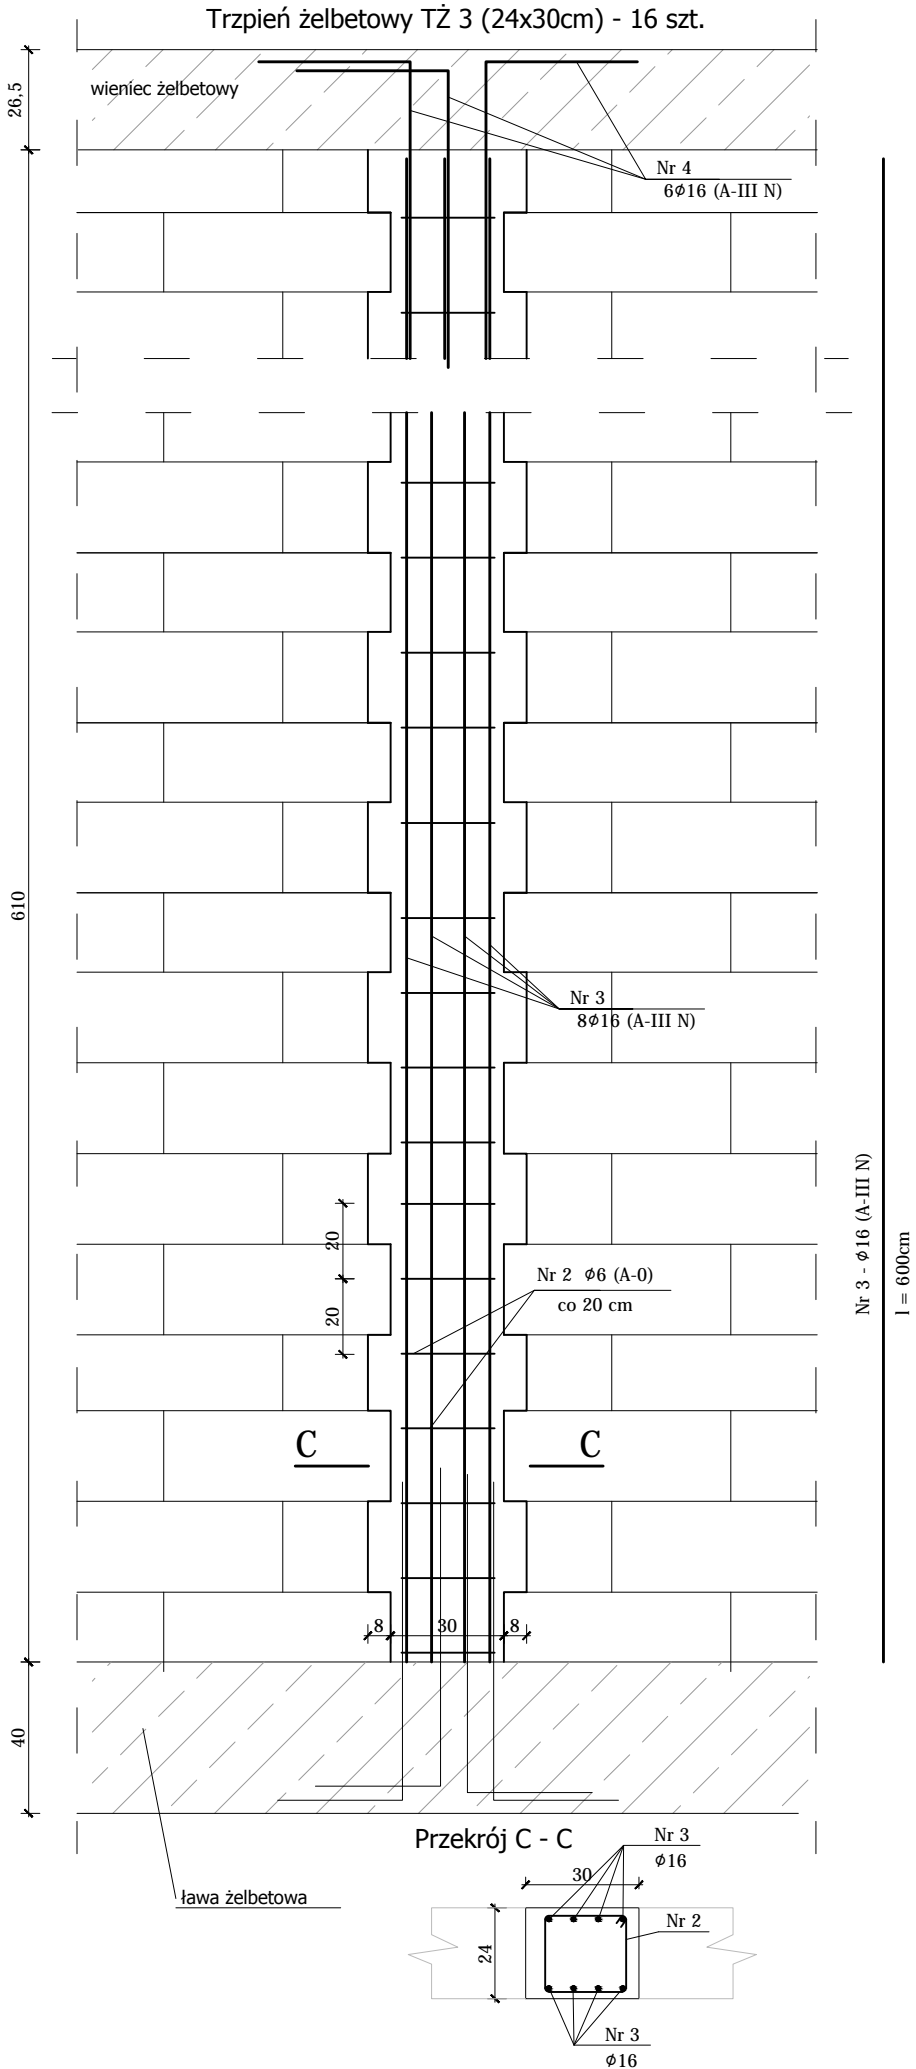 Trzpień żelbetowy TŻ 3 (24x30cm) - 16 szt.
26,5
wieniec żelbetowy
Nr 4
6ϕ16 (A-III N)
610
Nr 3
8ϕ16 (A-III N)
Nr 3 - ϕ16 (A-III N)
l = 600cm
20
20
Nr 2 ϕ6 (A-0)
co 20 cm
C
C
8
30
8
40
Przekrój C - C
Nr 3
ϕ16
30
ława żelbetowa
Nr 2
24
Nr 3
ϕ16